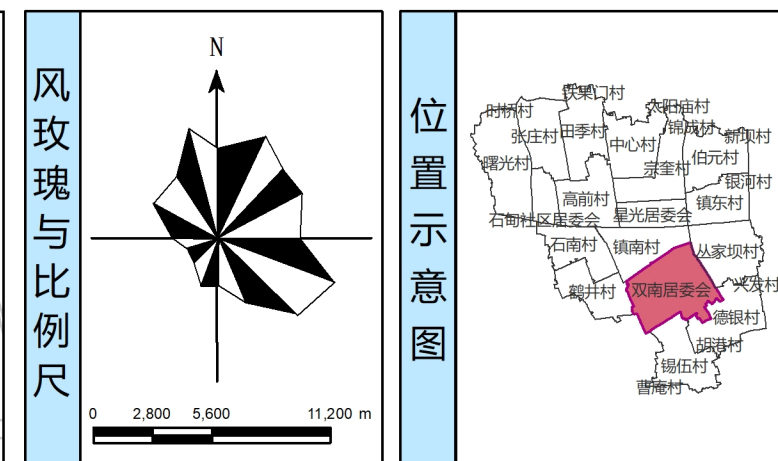 风玫瑰与比例尺
N
0 2,800 5,600 11,200 m
位置示意图
铁果门村
太阳庙村
时桥村
张庄村
田季村
中心村
锦成村
新坝村
曙光村
宗奎村
伯元村
银河村
高前村
镇东村
石甸社区居委会
星光居委会
石南村
镇南村
丛家坝村
鹤井村
双南居委会
兴发村
德银村
胡港村
锡伍村
曹庵村